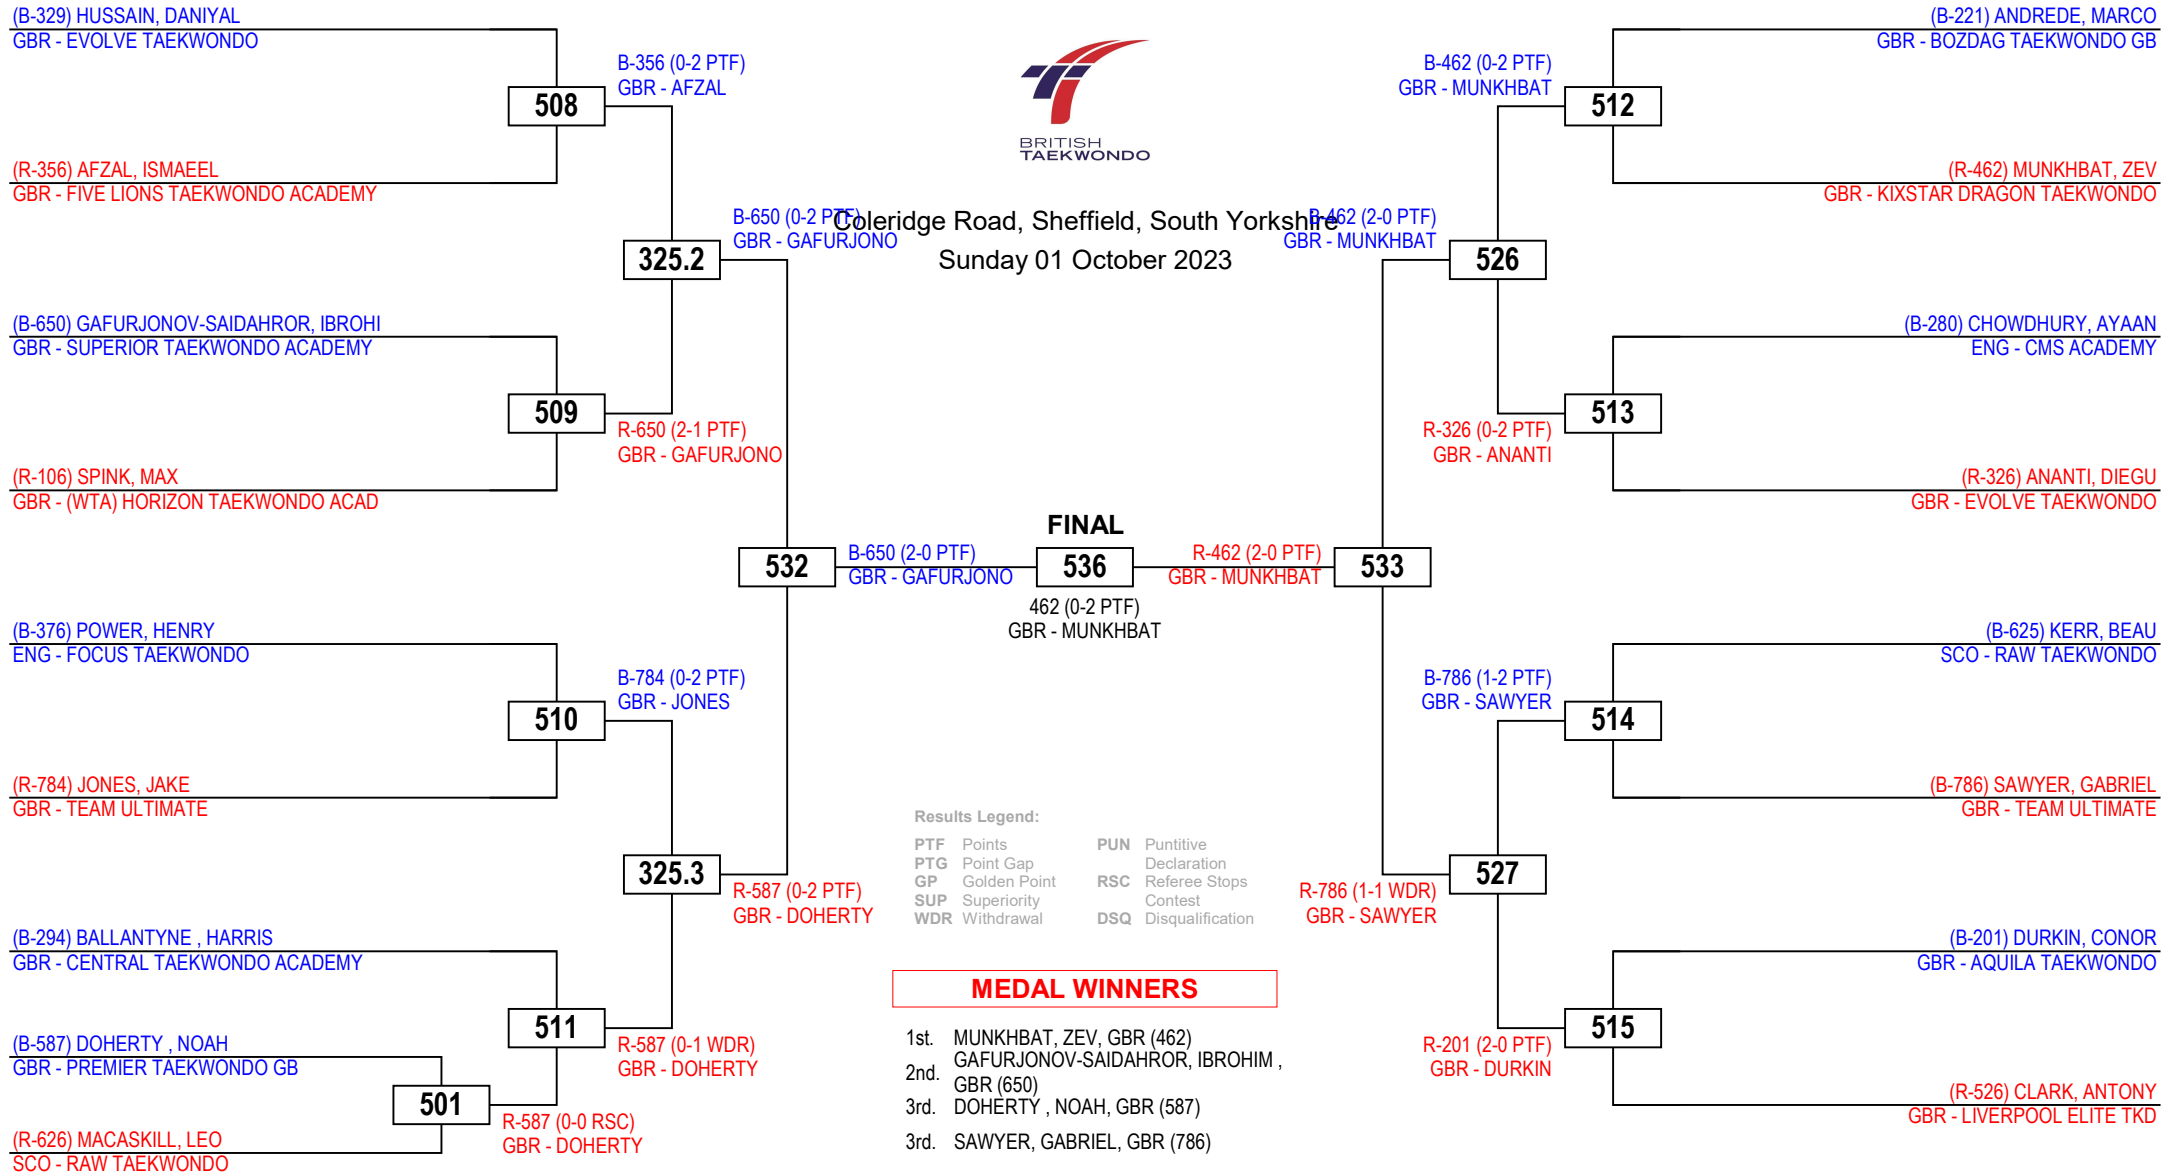 (B-329) HUSSAIN, DANIYAL
GBR - EVOLVE TAEKWONDO
508
B-356 (0-2 PTF)
GBR - AFZAL
(R-356) AFZAL, ISMAEEL
GBR - FIVE LIONS TAEKWONDO ACADEMY
325.2
B-650 (0-2 PTF)
GBR - GAFURJONO
(B-650) GAFURJONOV-SAIDAHROR, IBROHI
GBR - SUPERIOR TAEKWONDO ACADEMY
509
R-650 (2-1 PTF)
GBR - GAFURJONO
(R-106) SPINK, MAX
GBR - (WTA) HORIZON TAEKWONDO ACAD
532
B-650 (2-0 PTF)
GBR - GAFURJONO
(B-376) POWER, HENRY
ENG - FOCUS TAEKWONDO
510
B-784 (0-2 PTF)
GBR - JONES
(R-784) JONES, JAKE
GBR - TEAM ULTIMATE
325.3
R-587 (0-2 PTF)
GBR - DOHERTY
(B-294) BALLANTYNE , HARRIS
GBR - CENTRAL TAEKWONDO ACADEMY
511
R-587 (0-1 WDR)
GBR - DOHERTY
(B-587) DOHERTY , NOAH
GBR - PREMIER TAEKWONDO GB
501
R-587 (0-0 RSC)
GBR - DOHERTY
(R-626) MACASKILL, LEO
SCO - RAW TAEKWONDO
BRITISH
TAEKWONDO
Coleridge Road, Sheffield, South Yorkshire
Sunday 01 October 2023
FINAL
536
462 (0-2 PTF)
GBR - MUNKHBAT
Results Legend:
PTF Points
PTG Point Gap
GP Golden Point
SUP Superiority
WDR Withdrawal
PUN Puntitive
Declaration
RSC Referee Stops
Contest
DSQ Disqualification
MEDAL WINNERS
1st. MUNKHBAT, ZEV, GBR (462)
2nd. GAFURJONOV-SAIDAHROR, IBROHIM ,
GBR (650)
3rd. DOHERTY , NOAH, GBR (587)
3rd. SAWYER, GABRIEL, GBR (786)
(B-221) ANDREDE, MARCO
GBR - BOZDAG TAEKWONDO GB
B-462 (0-2 PTF)
GBR - MUNKHBAT
512
(R-462) MUNKHBAT, ZEV
GBR - KIXSTAR DRAGON TAEKWONDO
B-462 (2-0 PTF)
GBR - MUNKHBAT
526
(B-280) CHOWDHURY, AYAAN
ENG - CMS ACADEMY
513
R-326 (0-2 PTF)
GBR - ANANTI
(R-326) ANANTI, DIEGU
GBR - EVOLVE TAEKWONDO
R-462 (2-0 PTF)
GBR - MUNKHBAT
533
(B-625) KERR, BEAU
SCO - RAW TAEKWONDO
B-786 (1-2 PTF)
GBR - SAWYER
514
(B-786) SAWYER, GABRIEL
GBR - TEAM ULTIMATE
527
R-786 (1-1 WDR)
GBR - SAWYER
(B-201) DURKIN, CONOR
GBR - AQUILA TAEKWONDO
515
R-201 (2-0 PTF)
GBR - DURKIN
(R-526) CLARK, ANTONY
GBR - LIVERPOOL ELITE TKD